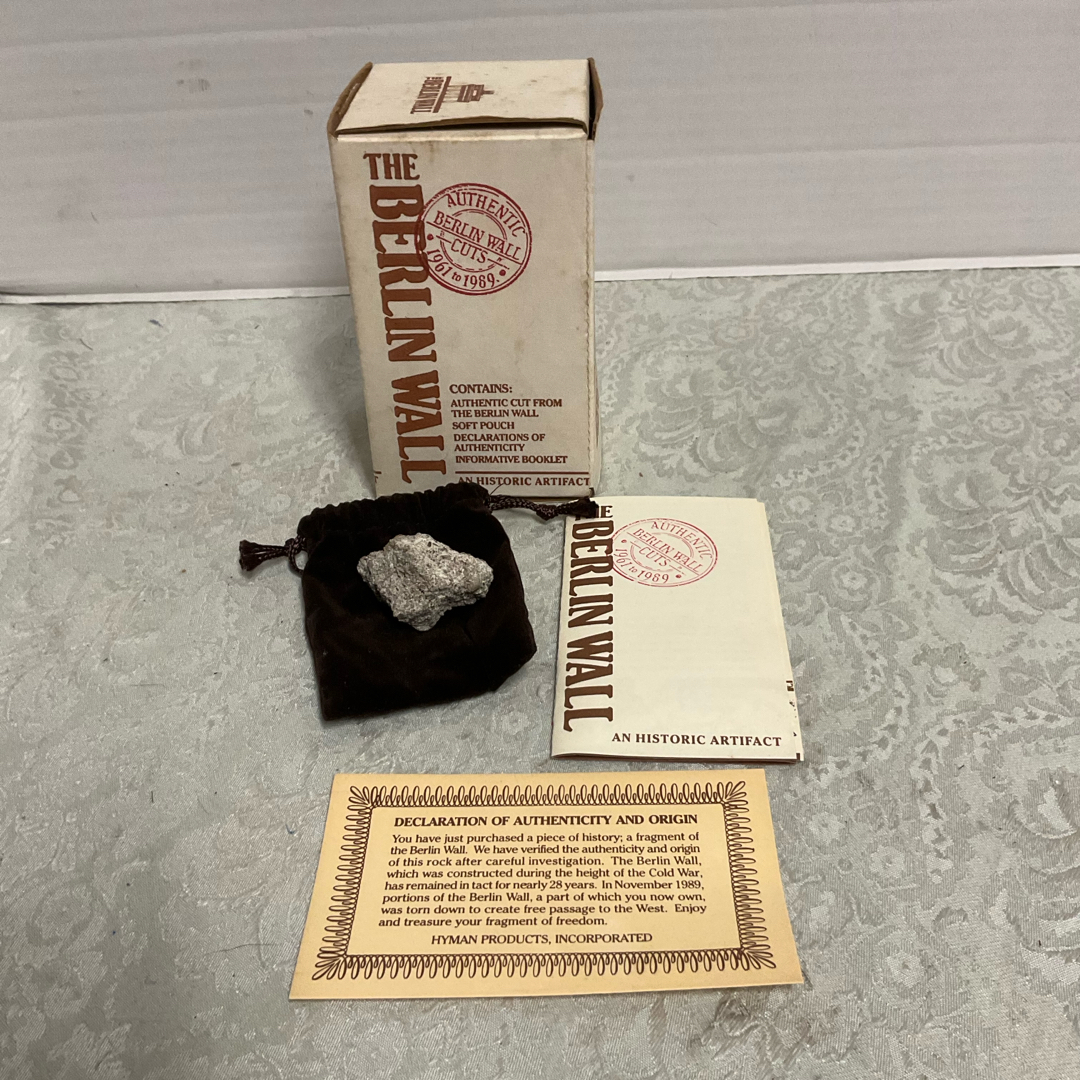 THE BERLIN WALL
THE
BERLIN WALL
AUTHENTIC
BERLIN WALL
CUTS
1961 to 1989.
CONTAINS:
AUTHENTIC CUT FROM
THE BERLIN WALL
SOFT POUCH
DECLARATIONS OF
AUTHENTICITY
INFORMATIVE BOOKLET
AN HISTORIC ARTIFACT
BERLIN WALL
AUTHENTIC
BERLIN WALL
CUTS
1961 to 1989
AN HISTORIC ARTIFACT
DECLARATION OF AUTHENTICITY AND ORIGIN
You have just purchased a piece of history; a fragment of
the Berlin Wall. We have verified the authenticity and origin
of this rock after careful investigation. The Berlin Wall,
which was constructed during the height of the Cold War,
has remained in tact for nearly 28 years. In November 1989,
portions of the Berlin Wall, a part of which you now own,
was torn down to create free passage to the West. Enjoy
and treasure your fragment of freedom.
HYMAN PRODUCTS, INCORPORATED